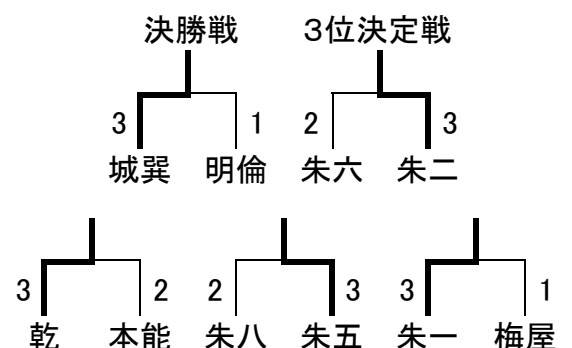 決勝戦 ３位決定戦
3 1 2 3
城巽 明倫 朱六 朱二
3 2 2 3 3 1
乾 本能 朱八 朱五 朱一 梅屋